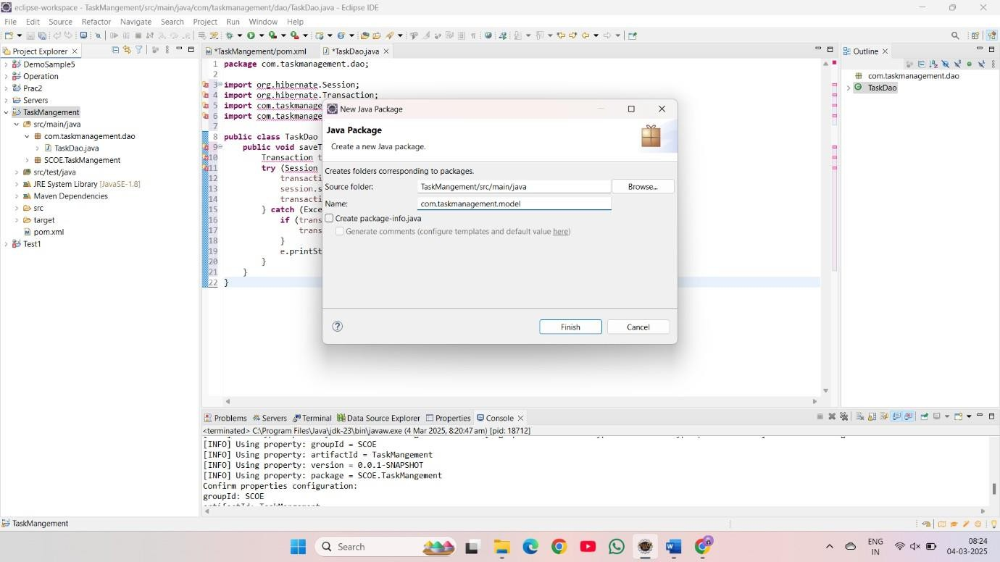 eclipse-workspace - TaskMangement/src/main/java/com/taskmanagement/dao/TaskDao.java - Eclipse IDE
File Edit Source Refactor Navigate Search Project Run Window Help
Project Explorer
*TaskMangement/pom.xml
*TaskDao.java
Outline
DemoSample5
Operation
Prac2
Servers
TaskMangement
src/main/java
com.taskmanagement.dao
TaskDao.java
SCOE.TaskMangement
src/test/java
JRE System Library [JavaSE-1.8]
Maven Dependencies
src
target
pom.xml
Test1
1 package com.taskmanagement.dao;
2
3 import org.hibernate.Session;
4 import org.hibernate.Transaction;
5 import com.taskmanage
6 import com.taskmanage
7
8 public class TaskDao
9 public void saveT
10 Transaction t
11 try (Session
12 transacti
13 session.s
14 transacti
15 } catch (Exce
16 if (trans
17 trans
18 }
19 e.printSt
20 }
21 }
22 }
New Java Package
Java Package
Create a new Java package.
Creates folders corresponding to packages.
Source folder: TaskMangement/src/main/java Browse...
Name: com.taskmanagement.model
Create package-info.java
Generate comments (configure templates and default value here)
Finish Cancel
com.taskmanagement.dao
TaskDao
Problems Servers Terminal Data Source Explorer Properties Console
<terminated> C:\Program Files\Java\jdk-23\bin\javaw.exe (4 Mar 2025, 8:20:47 am) [pid: 18712]
[INFO] Using property: groupId = SCOE
[INFO] Using property: artifactId = TaskMangement
[INFO] Using property: version = 0.0.1-SNAPSHOT
[INFO] Using property: package = SCOE.TaskMangement
Confirm properties configuration:
groupId: SCOE
TaskMangement
Search
ENG
IN
08:24
04-03-2025